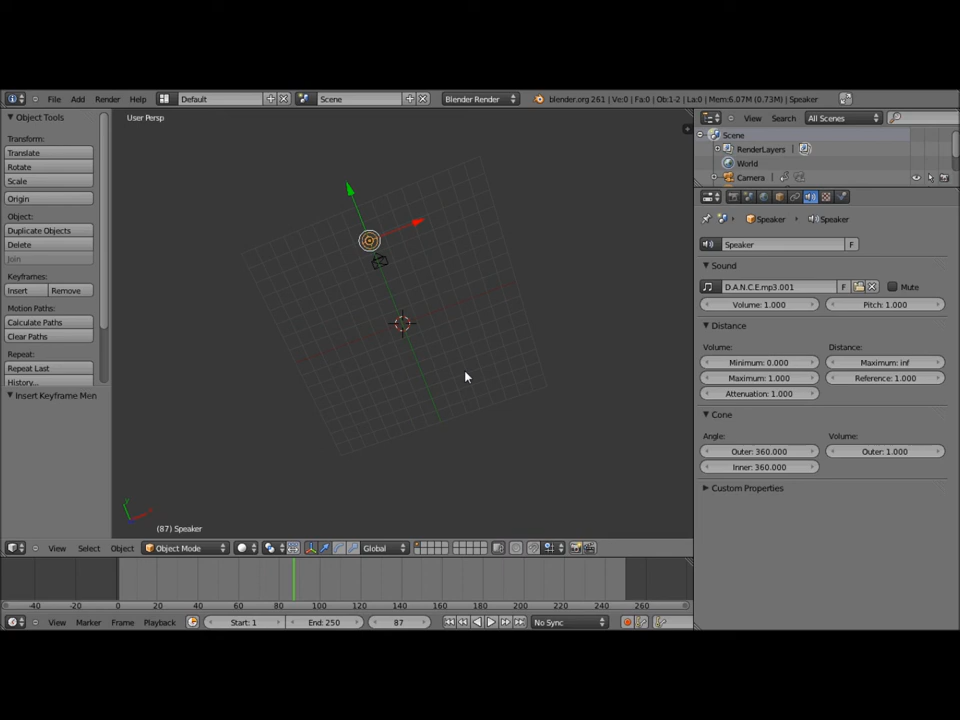 File Add Render Help Default Scene Blender Render blender.org 261 | Ve:0 | Fa:0 | Ob:1-2 | La:0 | Mem:6.07M (0.73M) | Speaker
Object Tools
Transform:
Translate
Rotate
Scale
Origin
Object:
Duplicate Objects
Delete
Join
Keyframes:
Insert Remove
Motion Paths:
Calculate Paths
Clear Paths
Repeat:
Repeat Last
History...
Insert Keyframe Men
User Persp
(87) Speaker
View Select Object Object Mode Global
-40 -20 0 20 40 60 80 100 120 140 160 180 200 220 240 260
View Marker Frame Playback Start: 1 End: 250 87 No Sync
View Search All Scenes
Scene
RenderLayers
World
Camera
Speaker Speaker
Speaker F
Sound
D.A.N.C.E.mp3.001 F Mute
Volume: 1.000 Pitch: 1.000
Distance
Volume: Distance:
Minimum: 0.000 Maximum: inf
Maximum: 1.000 Reference: 1.000
Attenuation: 1.000
Cone
Angle: Volume:
Outer: 360.000 Outer: 1.000
Inner: 360.000
Custom Properties